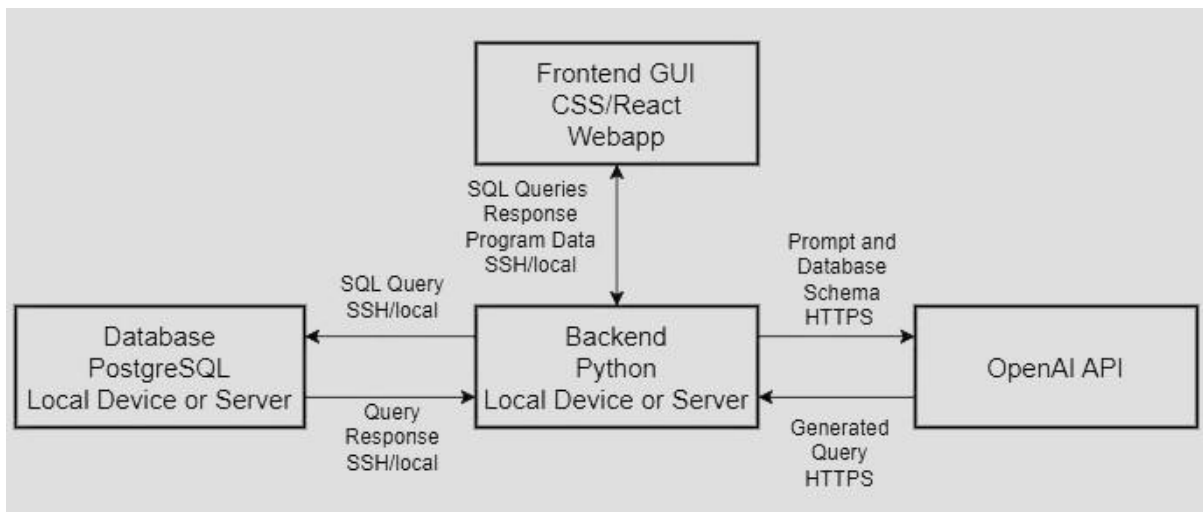 Frontend GUI
CSS/React
Webapp
SQL Queries
Response
Program Data
SSH/local
Prompt and
Database
Schema
HTTPS
SQL Query
SSH/local
Database
PostgreSQL
Local Device or Server
Backend
Python
Local Device or Server
OpenAI API
Query
Response
SSH/local
Generated
Query
HTTPS